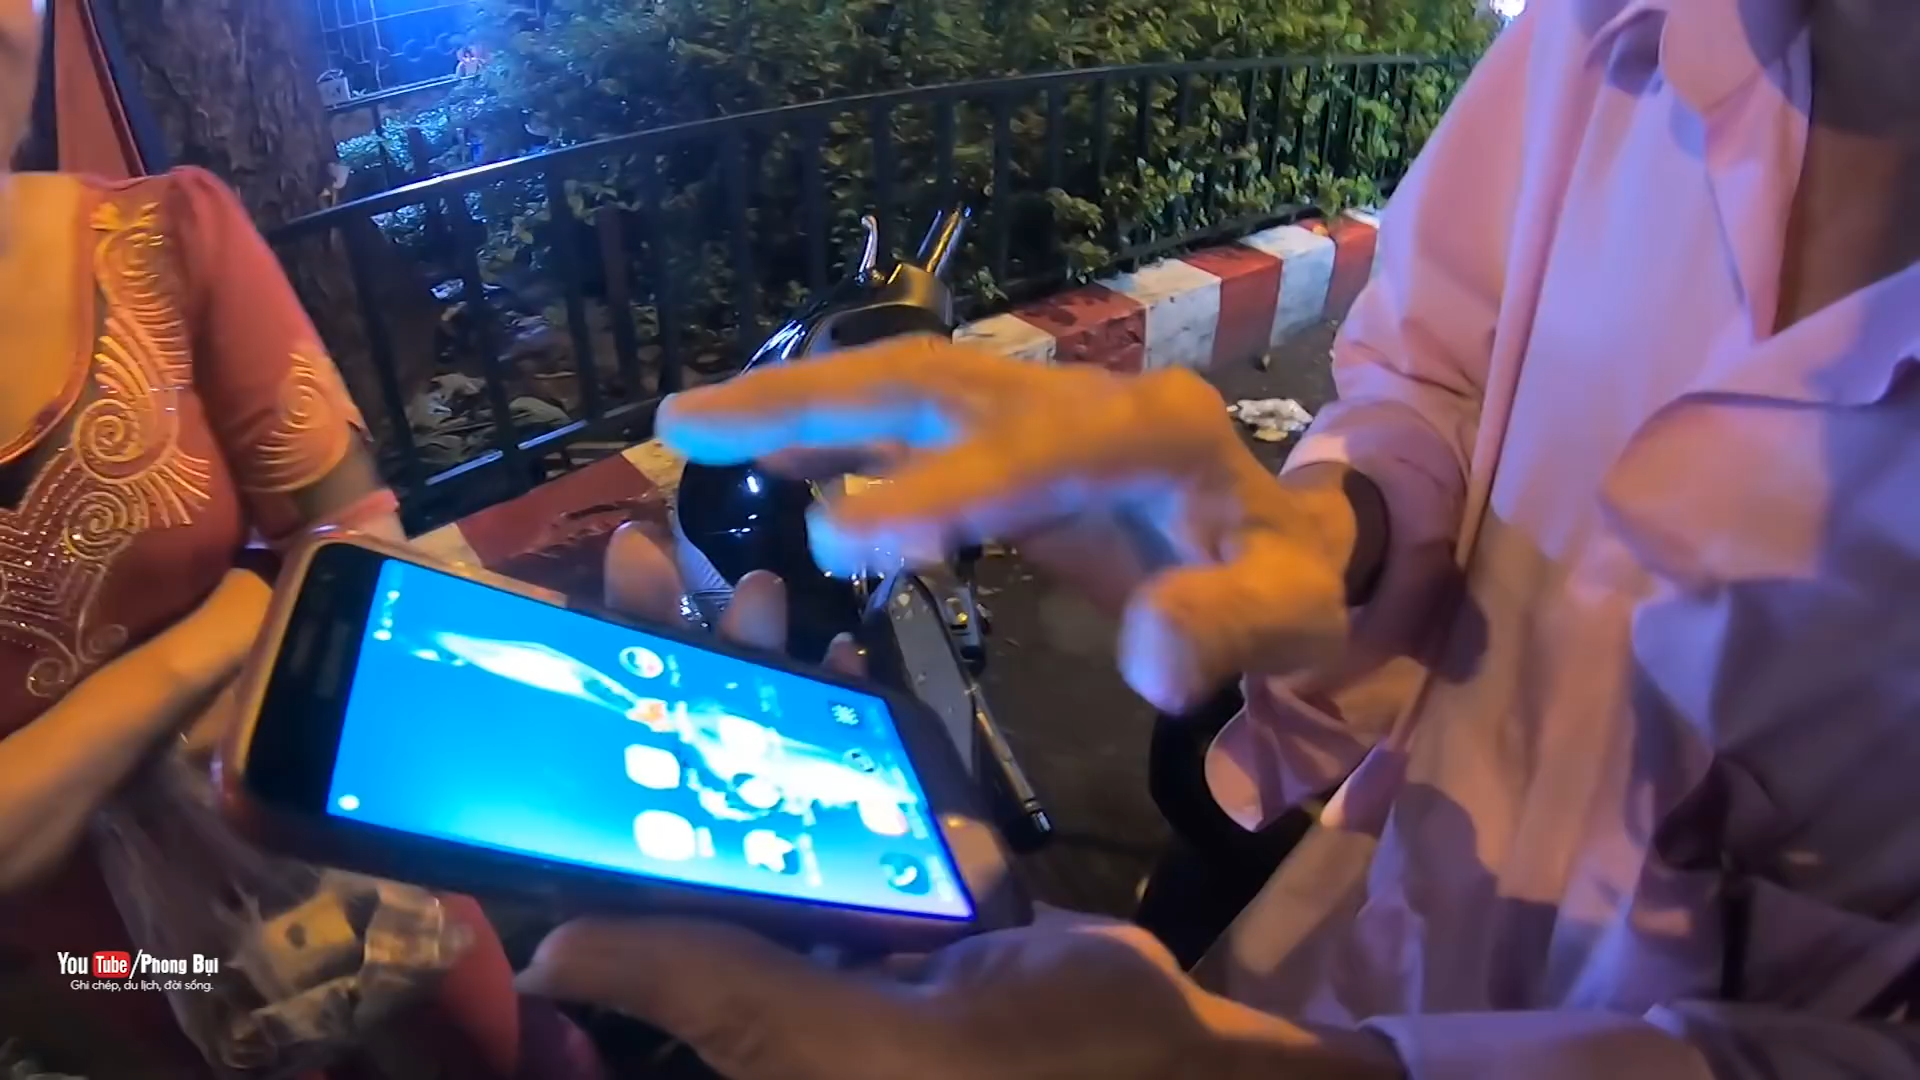 YouTube/Phong Bụi
Ghi chép, du lịch, đời sống.